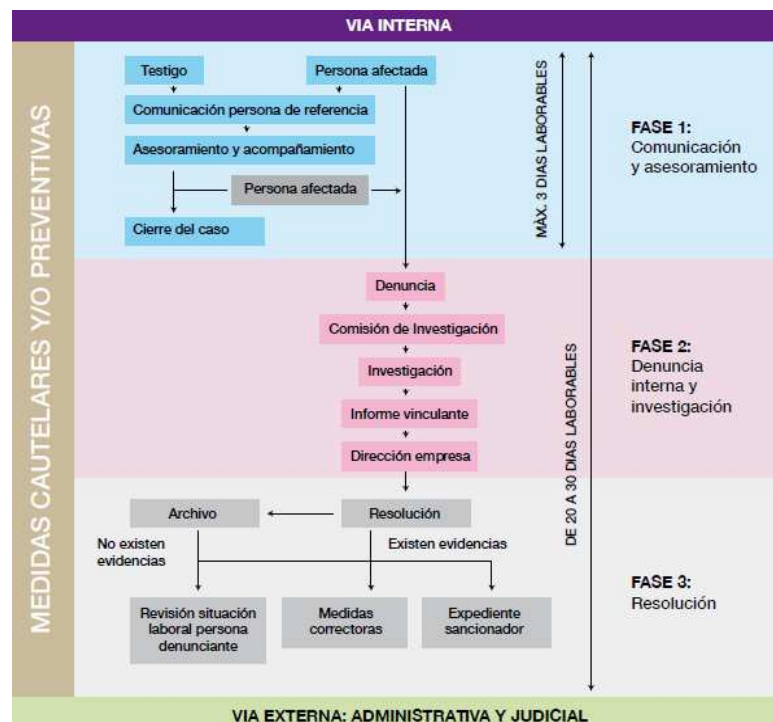 VIA INTERNA
MEDIDAS CAUTELARES Y/O PREVENTIVAS
Testigo
Persona afectada
Comunicación persona de referencia
Asesoramiento y acompañamiento
Persona afectada
Cierre del caso
MÀX. 3 DIAS LABORABLES
FASE 1:
Comunicación
y asesoramiento
Denuncia
Comisión de Investigación
Investigación
Informe vinculante
Dirección empresa
DE 20 A 30 DIAS LABORABLES
FASE 2:
Denuncia
interna y
investigación
Archivo
Resolución
No existen
evidencias
Existen evidencias
Revisión situación
laboral persona
denunciante
Medidas
correctoras
Expediente
sancionador
FASE 3:
Resolución
VIA EXTERNA: ADMINISTRATIVA Y JUDICIAL